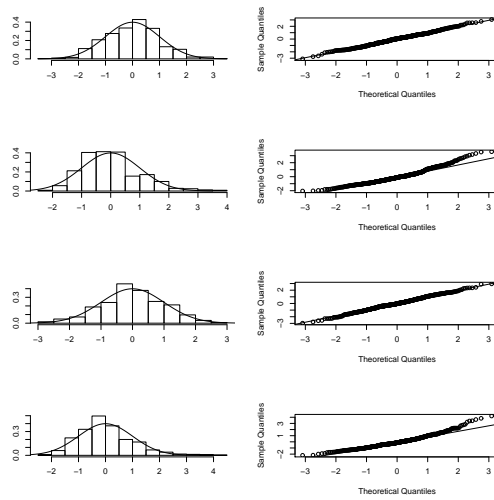 0.0 0.2 0.4
−3 −2 −1 0 1 2 3
Sample Quantiles
−3 0 2
−3 −2 −1 0 1 2 3
Theoretical Quantiles
0.0 0.2 0.4
−2 −1 0 1 2 3 4
Sample Quantiles
−2 0 2
−3 −2 −1 0 1 2 3
Theoretical Quantiles
0.0 0.3
−3 −2 −1 0 1 2 3
Sample Quantiles
−3 0 2
−3 −2 −1 0 1 2 3
Theoretical Quantiles
0.0 0.3
−2 −1 0 1 2 3 4
Sample Quantiles
−2 1 3
−3 −2 −1 0 1 2 3
Theoretical Quantiles